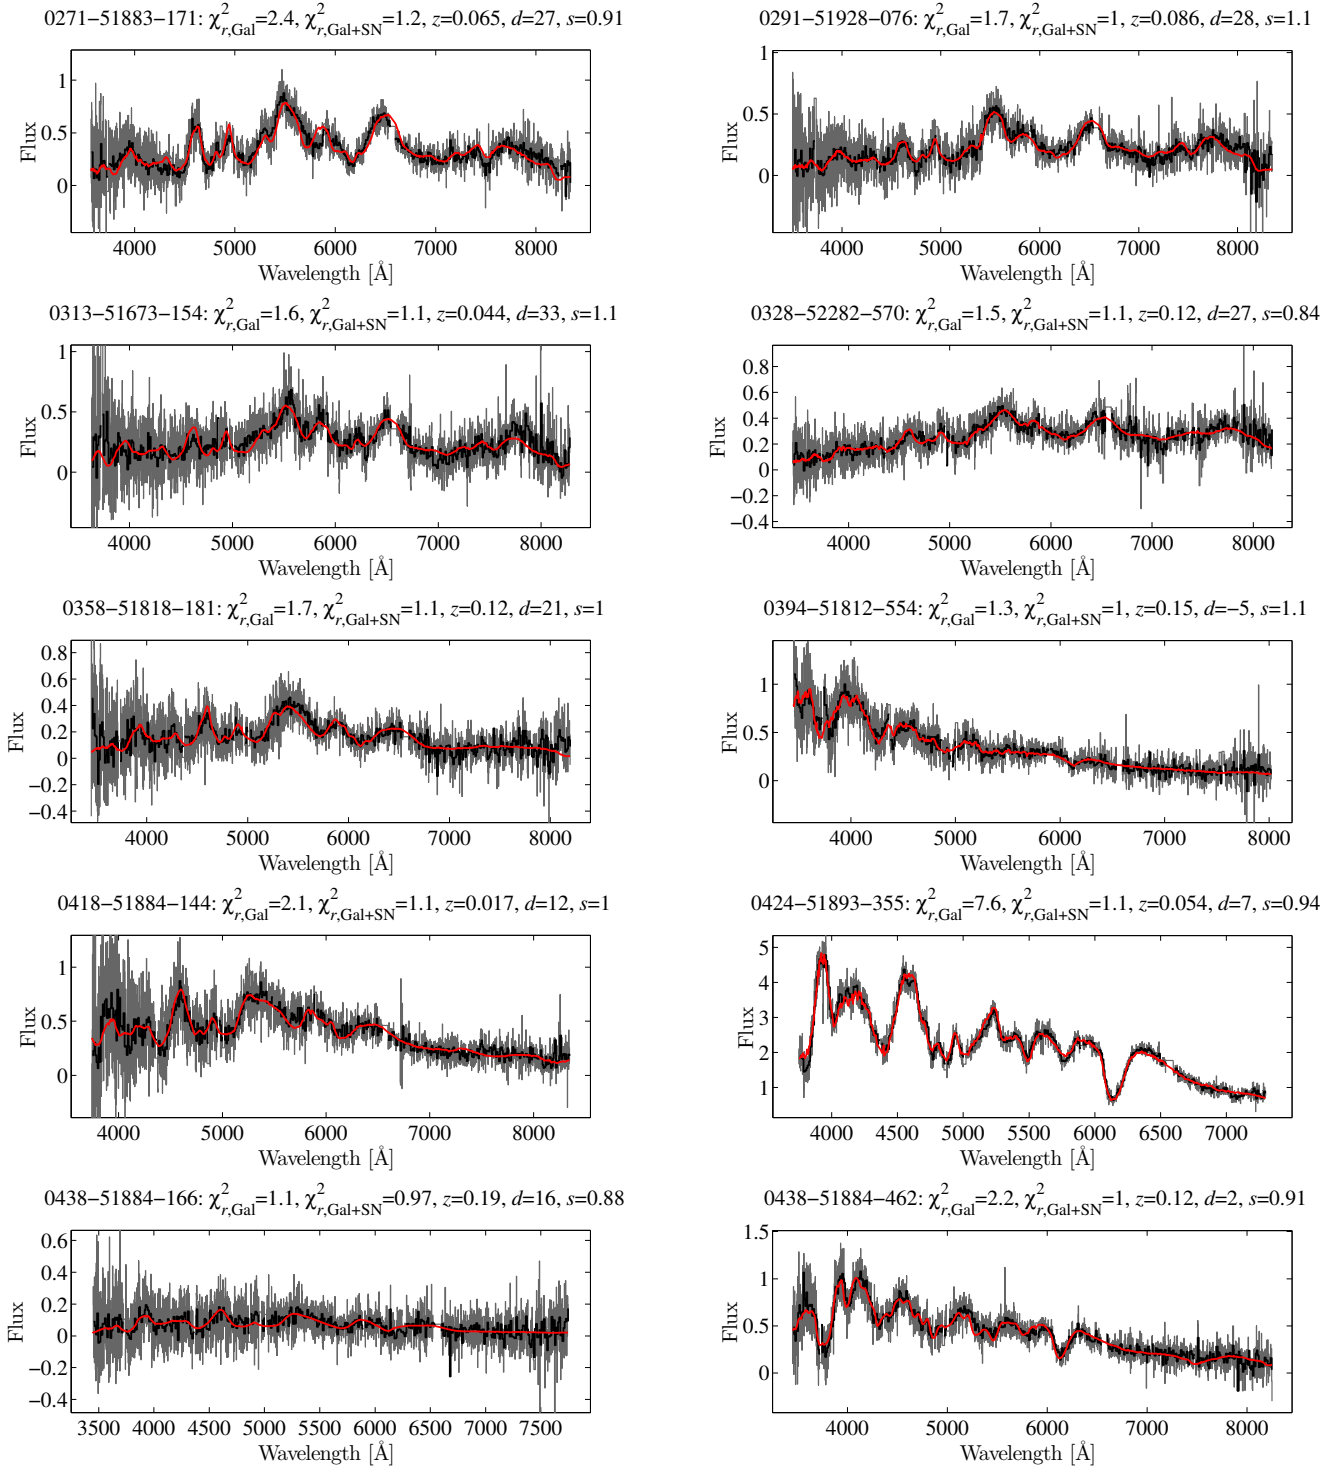 0271−51883−171: χ²r,Gal=2.4, χ²r,Gal+SN=1.2, z=0.065, d=27, s=0.91
1
0.5
0
Flux
4000 5000 6000 7000 8000
Wavelength [Å]
0291−51928−076: χ²r,Gal=1.7, χ²r,Gal+SN=1, z=0.086, d=28, s=1.1
1
0.5
0
Flux
4000 5000 6000 7000 8000
Wavelength [Å]
0313−51673−154: χ²r,Gal=1.6, χ²r,Gal+SN=1.1, z=0.044, d=33, s=1.1
1
0.5
0
Flux
4000 5000 6000 7000 8000
Wavelength [Å]
0328−52282−570: χ²r,Gal=1.5, χ²r,Gal+SN=1.1, z=0.12, d=27, s=0.84
0.8
0.6
0.4
0.2
0
−0.2
−0.4
Flux
4000 5000 6000 7000 8000
Wavelength [Å]
0358−51818−181: χ²r,Gal=1.7, χ²r,Gal+SN=1.1, z=0.12, d=21, s=1
0.8
0.6
0.4
0.2
0
−0.2
−0.4
Flux
4000 5000 6000 7000 8000
Wavelength [Å]
0394−51812−554: χ²r,Gal=1.3, χ²r,Gal+SN=1, z=0.15, d=−5, s=1.1
1
0.5
0
Flux
4000 5000 6000 7000 8000
Wavelength [Å]
0418−51884−144: χ²r,Gal=2.1, χ²r,Gal+SN=1.1, z=0.017, d=12, s=1
1
0.5
0
Flux
4000 5000 6000 7000 8000
Wavelength [Å]
0424−51893−355: χ²r,Gal=7.6, χ²r,Gal+SN=1.1, z=0.054, d=7, s=0.94
5
4
3
2
1
Flux
4000 4500 5000 5500 6000 6500 7000
Wavelength [Å]
0438−51884−166: χ²r,Gal=1.1, χ²r,Gal+SN=0.97, z=0.19, d=16, s=0.88
0.6
0.4
0.2
0
−0.2
−0.4
Flux
3500 4000 4500 5000 5500 6000 6500 7000 7500
Wavelength [Å]
0438−51884−462: χ²r,Gal=2.2, χ²r,Gal+SN=1, z=0.12, d=2, s=0.91
1.5
1
0.5
0
Flux
4000 5000 6000 7000 8000
Wavelength [Å]